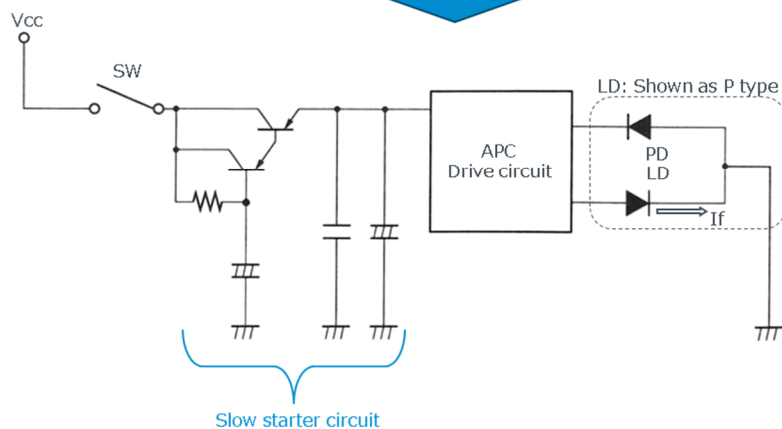 Vcc
SW
LD: Shown as P type
APC
Drive circuit
PD
LD
If
Slow starter circuit